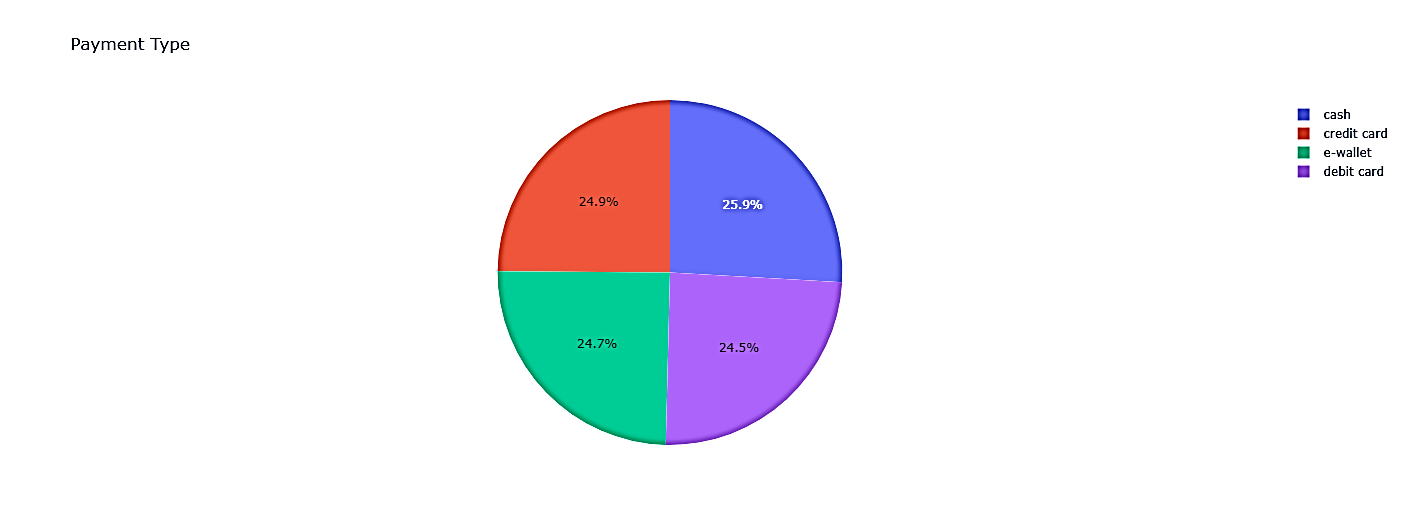 Payment Type
cash
credit card
e-wallet
debit card
24.9%
25.9%
24.7%
24.5%